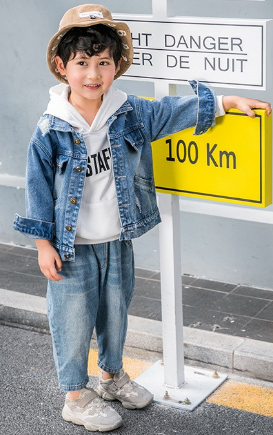 HT DANGER
ER DE NUIT
100 Km
STAF